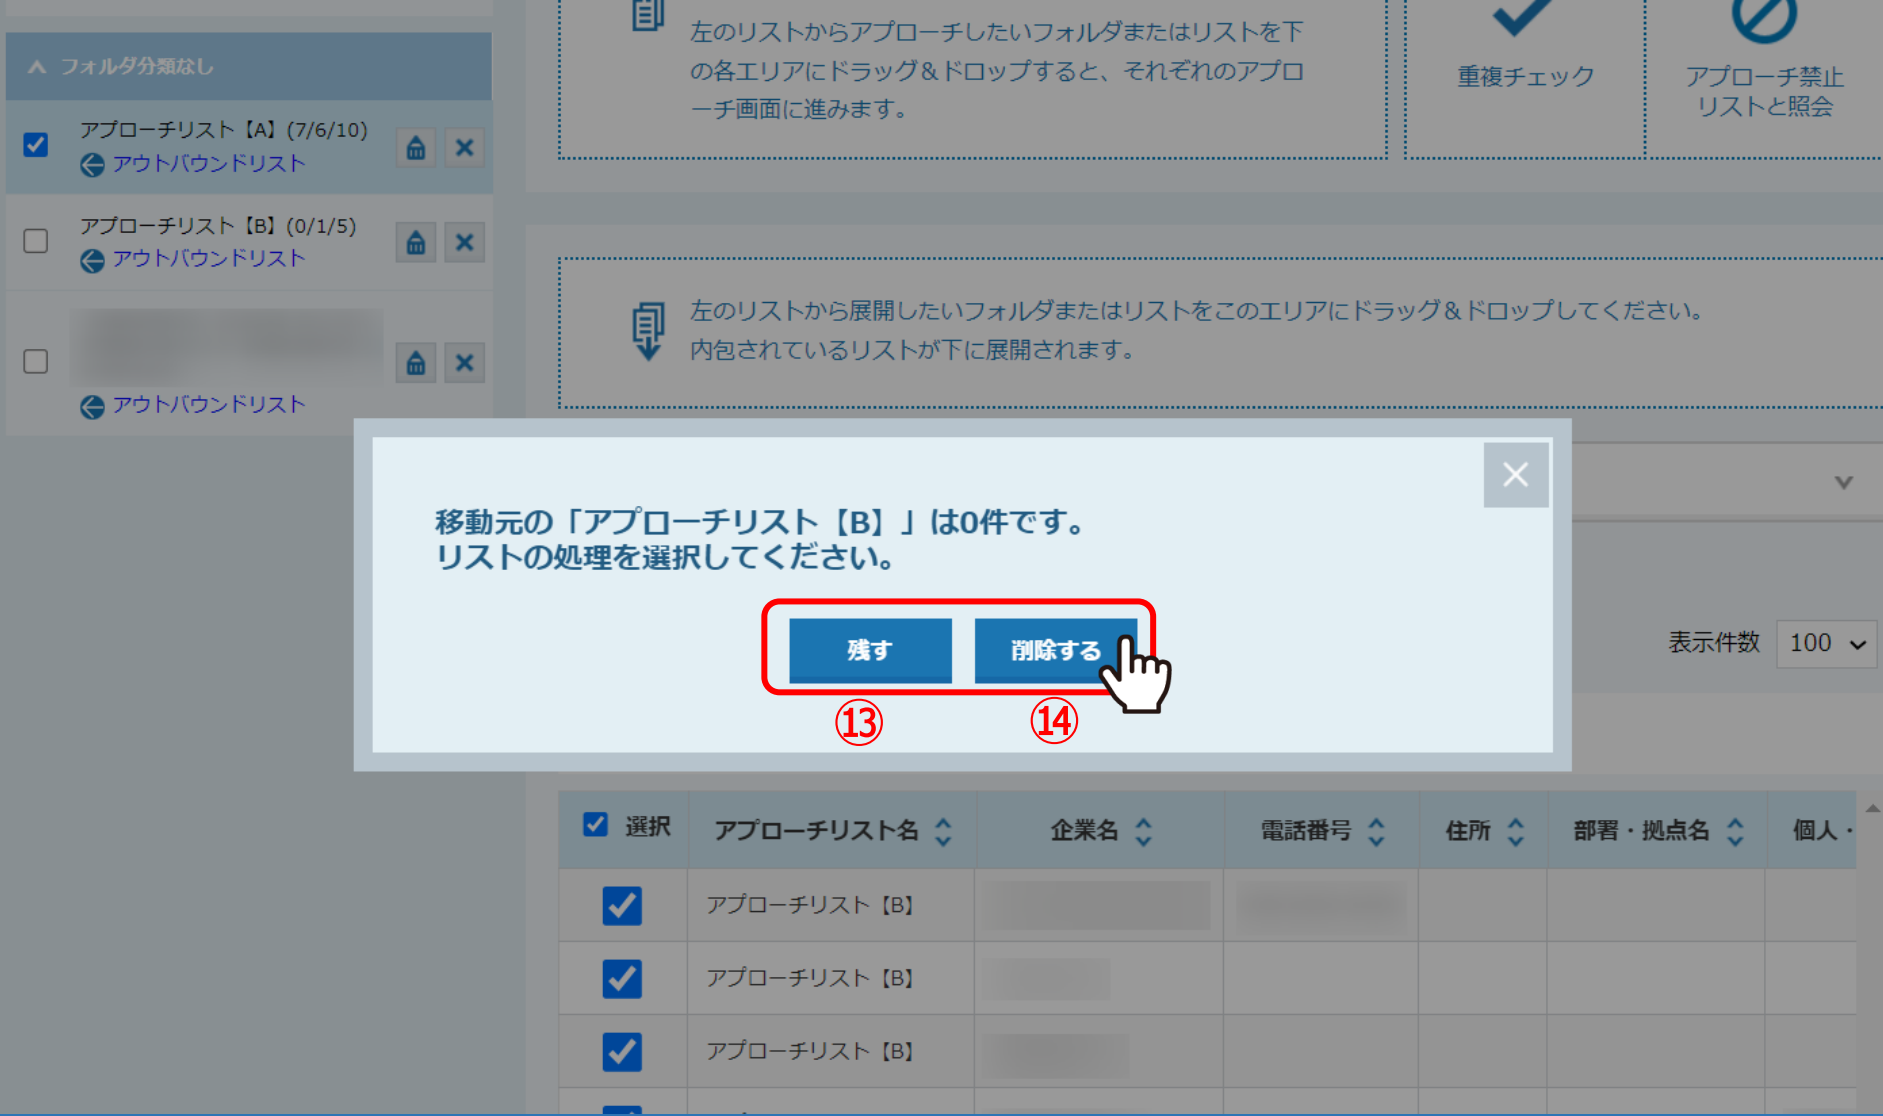 フォルダ分類なし
アプローチリスト【A】(7/6/10)
アウトバウンドリスト
アプローチリスト【B】(0/1/5)
アウトバウンドリスト
アウトバウンドリスト
左のリストからアプローチしたいフォルダまたはリストを下
の各エリアにドラッグ＆ドロップすると、それぞれのアプロ
ーチ画面に進みます。
重複チェック
アプローチ禁止
リストと照会
左のリストから展開したいフォルダまたはリストをこのエリアにドラッグ＆ドロップしてください。
内包されているリストが下に展開されます。
移動元の「アプローチリスト【B】」は0件です。
リストの処理を選択してください。
残す
削除する
⑬
⑭
表示件数 100
選択 アプローチリスト名 企業名 電話番号 住所 部署・拠点名 個人・
アプローチリスト【B】
アプローチリスト【B】
アプローチリスト【B】